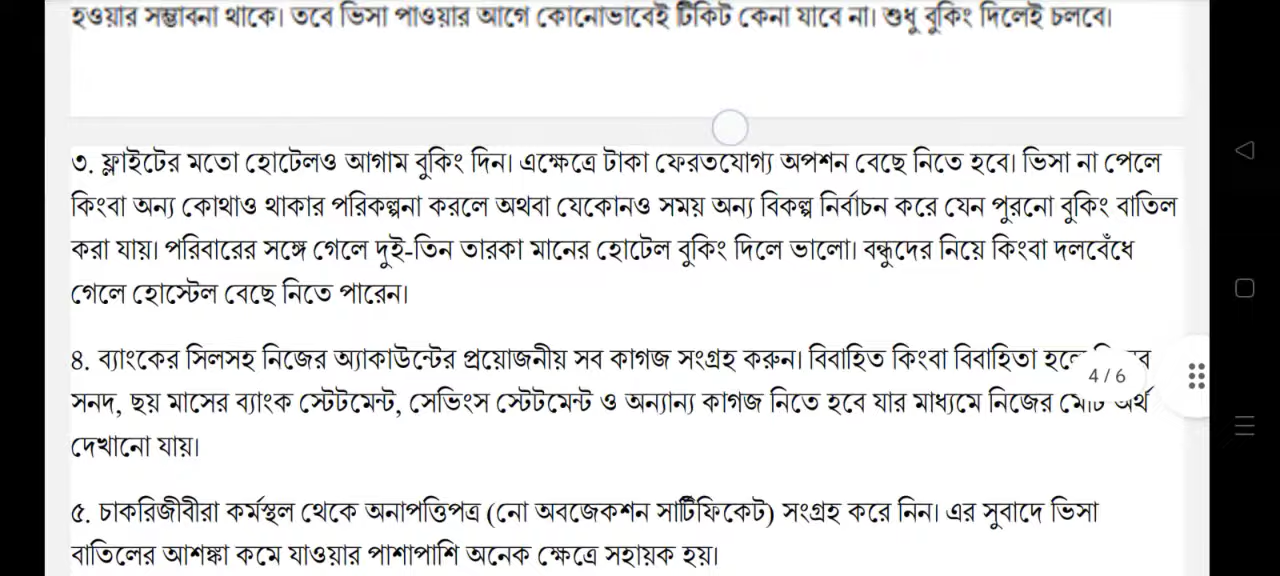 হওয়ার সম্ভাবনা থাকে। তবে ভিসা পাওয়ার আগে কোনোভাবেই টিকিট কেনা যাবে না। শুধু বুকিং দিলেই চলবে।
৩. ফ্লাইটের মতো হোটেলও আগাম বুকিং দিন। এক্ষেত্রে টাকা ফেরতযোগ্য অপশন বেছে নিতে হবে। ভিসা না পেলে
কিংবা অন্য কোথাও থাকার পরিকল্পনা করলে অথবা যেকোনও সময় অন্য বিকল্প নির্বাচন করে যেন পুরনো বুকিং বাতিল
করা যায়। পরিবারের সঙ্গে গেলে দুই-তিন তারকা মানের হোটেল বুকিং দিলে ভালো। বন্ধুদের নিয়ে কিংবা দলবেঁধে
গেলে হোস্টেল বেছে নিতে পারেন।
৪. ব্যাংকের সিলসহ নিজের অ্যাকাউন্টের প্রয়োজনীয় সব কাগজ সংগ্রহ করুন। বিবাহিত কিংবা বিবাহিতা হলে
4 / 6
সনদ, ছয় মাসের ব্যাংক স্টেটমেন্ট, সেভিংস স্টেটমেন্ট ও অন্যান্য কাগজ নিতে হবে যার মাধ্যমে নিজের মোট অর্থ
দেখানো যায়।
৫. চাকরিজীবীরা কর্মস্থল থেকে অনাপত্তিপত্র (নো অবজেকশন সার্টিফিকেট) সংগ্রহ করে নিন। এর সুবাদে ভিসা
বাতিলের আশঙ্কা কমে যাওয়ার পাশাপাশি অনেক ক্ষেত্রে সহায়ক হয়।